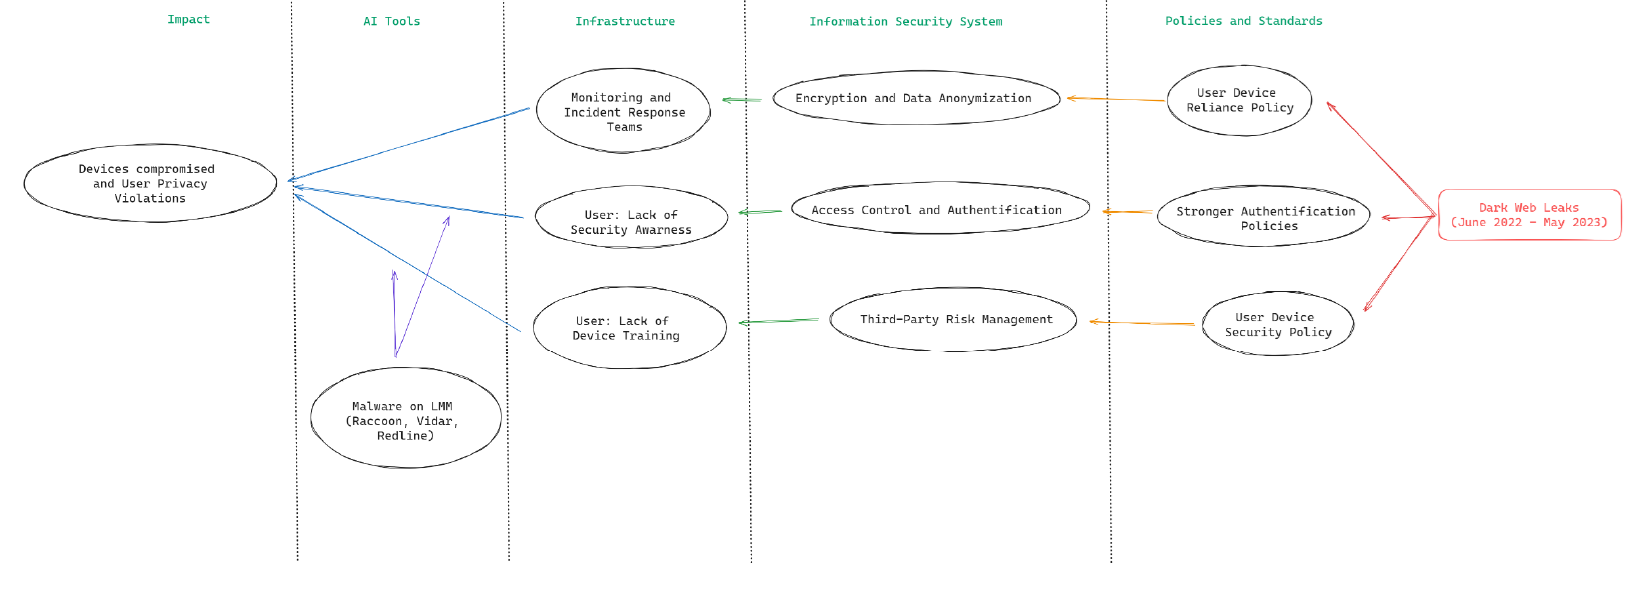 Impact
AI Tools
Infrastructure
Information Security System
Policies and Standards
Devices compromised
and User Privacy
Violations
Malware on LMM
(Raccoon, Vidar,
Redline)
Monitoring and
Incident Response
Teams
User: Lack of
Security Awarness
User: Lack of
Device Training
Encryption and Data Anonymization
Access Control and Authentification
Third-Party Risk Management
User Device
Reliance Policy
Stronger Authentification
Policies
User Device
Security Policy
Dark Web Leaks
(June 2022 - May 2023)